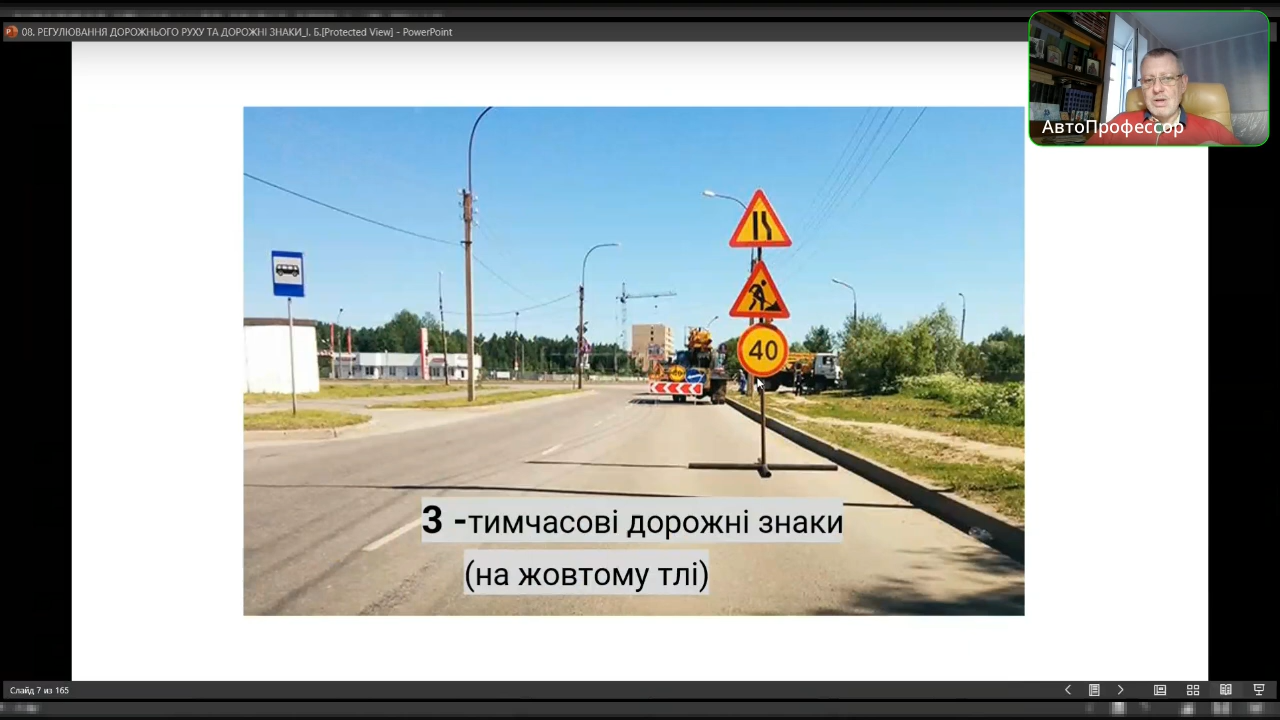 08. РЕГУЛЮВАННЯ ДОРОЖНЬОГО РУХУ ТА ДОРОЖНІ ЗНАКИ_І. Б.[Protected View] - PowerPoint
АвтоПрофессор
40
3 -тимчасові дорожні знаки
(на жовтому тлі)
Слайд 7 из 165